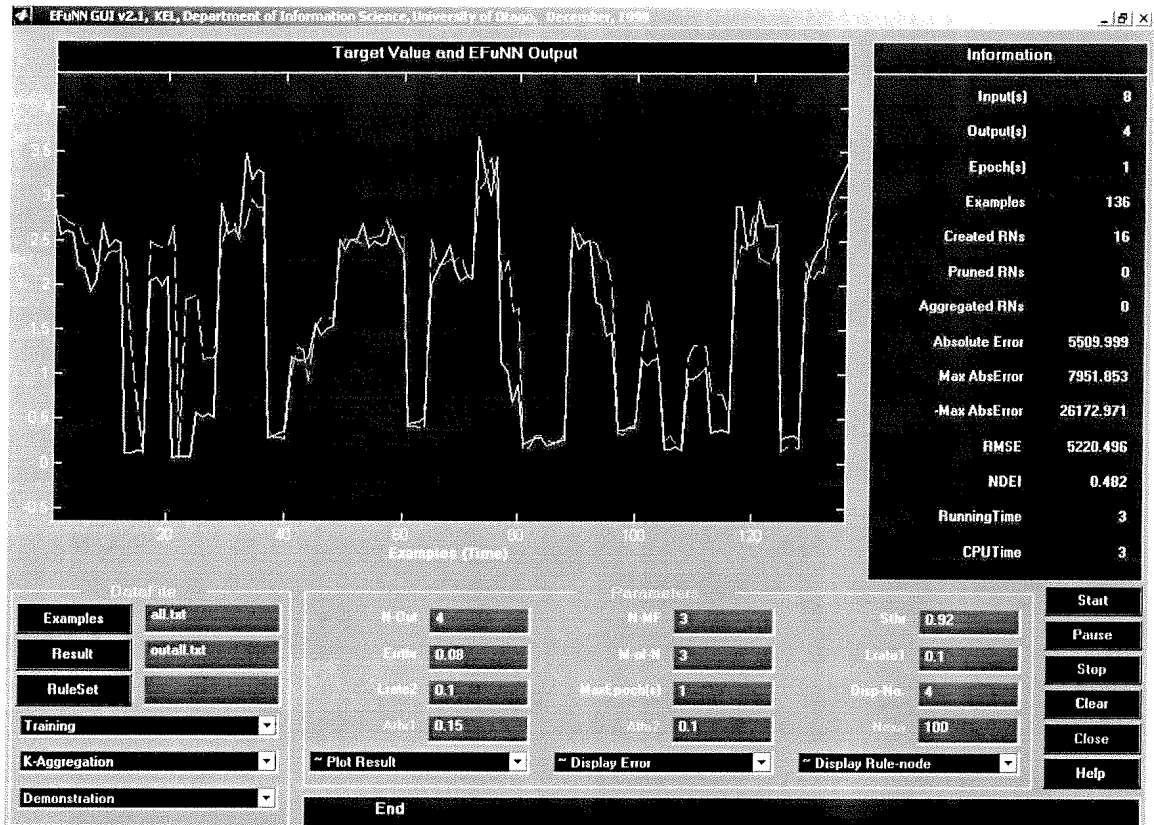 EFuNN GUI v2.1, KEL, Department of Information Science, University of Otago, December,
Target Value and EFuNN Output
3.5
3
2.5
2
1.5
1
0.5
0
-0.5
20
40
60
80
100
120
Examples (Time)
Information
Input(s) 8
Output(s) 4
Epoch(s) 1
Examples 136
Created RNs 16
Pruned RNs 0
Aggregated RNs 0
Absolute Error 5509.999
Max AbsError 7951.853
-Max AbsError 26172.971
RMSE 5220.496
NDEI 0.482
RunningTime 3
CPUTime 3
DataFile
Examples all.txt
Result outall.txt
RuleSet
Training
K-Aggregation
Demonstration
Parameters
N-Out 4
N-MF 3
Sthr 0.92
Errthr 0.08
M-of-N 3
Lrate1 0.1
Lrate2 0.1
MaxEpoch(s) 1
Disp-No. 4
Athr1 0.15
Athr2 0.1
100
~ Plot Result
~ Display Error
~ Display Rule-node
End
Start
Pause
Stop
Clear
Close
Help